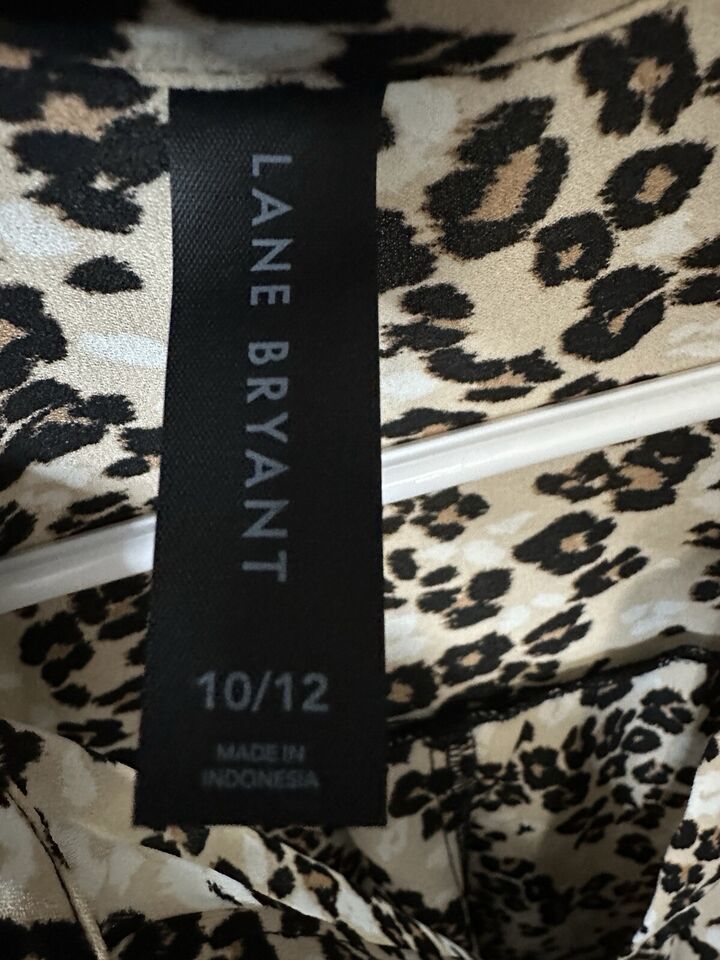 LANE BRYANT
10/12
MADE IN
INDONESIA